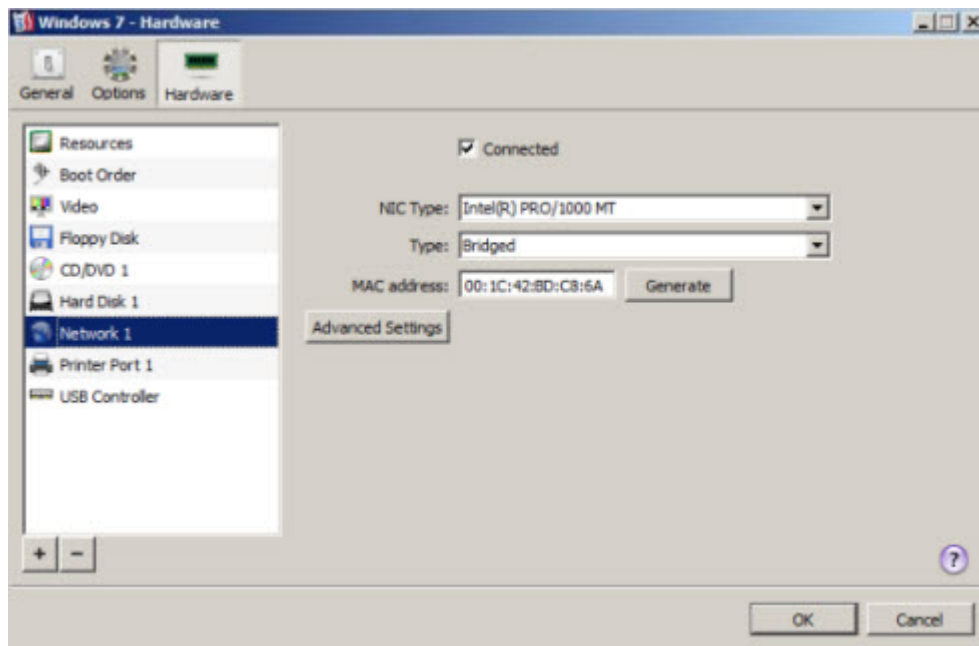 Windows 7 - Hardware
General Options Hardware
Resources
Boot Order
Video
Floppy Disk
CD/DVD 1
Hard Disk 1
Network 1
Printer Port 1
USB Controller
Connected
NIC Type: Intel(R) PRO/1000 MT
Type: Bridged
MAC address: 00:1C:42:BD:C8:6A Generate
Advanced Settings
+ -
?
OK Cancel